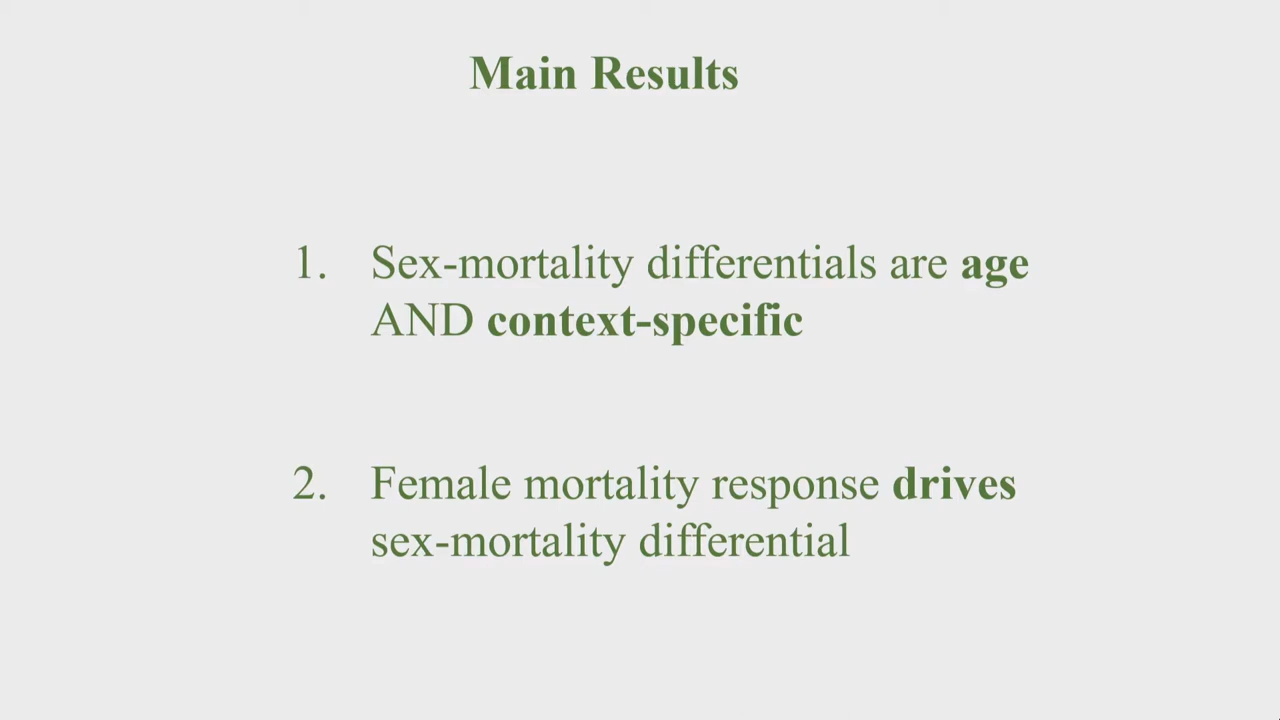 Main Results
1. Sex-mortality differentials are age
AND context-specific
2. Female mortality response drives
sex-mortality differential